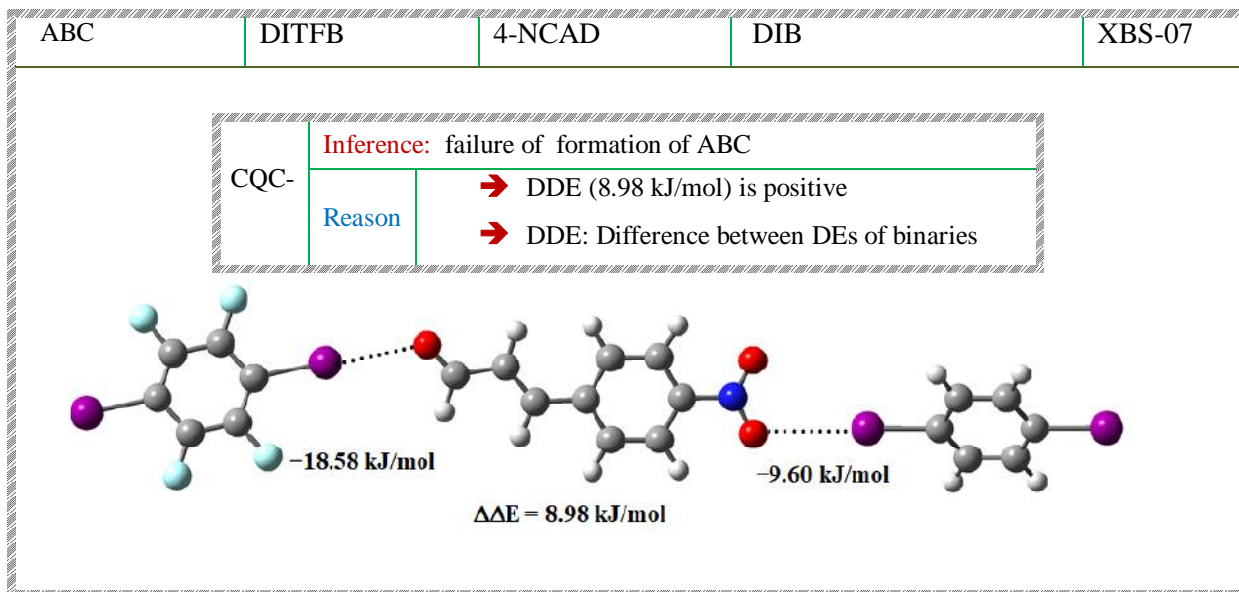 ABC DITFB 4-NCAD DIB XBS-07
Inference: failure of formation of ABC
CQC-
Reason
➔ DDE (8.98 kJ/mol) is positive
➔ DDE: Difference between DEs of binaries
−18.58 kJ/mol
−9.60 kJ/mol
ΔΔE = 8.98 kJ/mol